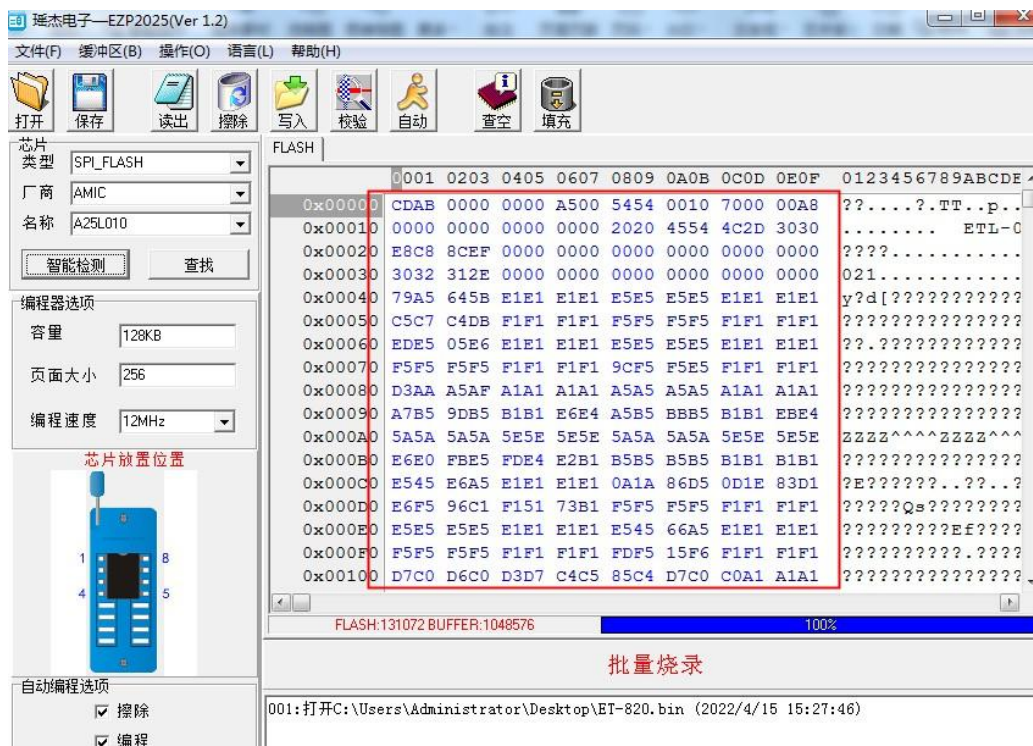 瑶杰电子—EZP2025(Ver 1.2)
文件(F) 缓冲区(B) 操作(O) 语言(L) 帮助(H)
打开 保存 读出 擦除 写入 校验 自动 查空 填充
芯片
类型 SPI_FLASH
厂商 AMIC
名称 A25L010
智能检测 查找
编程器选项
容量 128KB
页面大小 256
编程速度 12MHz
芯片放置位置
1 8
4 5
自动编程选项
擦除
编程
FLASH
0001 0203 0405 0607 0809 0A0B 0C0D 0E0F 0123456789ABCDE
0x00000 CDAB 0000 0000 A500 5454 0010 7000 00A8 ??....?.TT..p..
0x00010 0000 0000 0000 0000 2020 4554 4C2D 3030 ........  ETL-0
0x00020 E8C8 8CEF 0000 0000 0000 0000 0000 0000 ????...........
0x00030 3032 312E 0000 0000 0000 0000 0000 0000 021............
0x00040 79A5 645B E1E1 E1E1 E5E5 E5E5 E1E1 E1E1 y?d[???????????
0x00050 C5C7 C4DB F1F1 F1F1 F5F5 F5F5 F1F1 F1F1 ???????????????
0x00060 EDE5 05E6 E1E1 E1E1 E5E5 E5E5 E1E1 E1E1 ??.????????????
0x00070 F5F5 F5F5 F1F1 F1F1 9CF5 F5E5 F1F1 F1F1 ???????????????
0x00080 D3AA A5AF A1A1 A1A1 A5A5 A5A5 A1A1 A1A1 ???????????????
0x00090 A7B5 9DB5 B1B1 E6E4 A5B5 BBB5 B1B1 EBE4 ???????????????
0x000A0 5A5A 5A5A 5E5E 5E5E 5A5A 5A5A 5E5E 5E5E ZZZZ^^^^ZZZZ^^^
0x000B0 E6E0 FBE5 FDE4 E2B1 B5B5 B5B5 B1B1 B1B1 ???????????????
0x000C0 E545 E6A5 E1E1 E1E1 0A1A 86D5 0D1E 83D1 ?E??????..??..?
0x000D0 E6F5 96C1 F151 73B1 F5F5 F5F5 F1F1 F1F1 ?????Qs????????
0x000E0 E5E5 E5E5 E1E1 E1E1 E545 66A5 E1E1 E1E1 ?????????Ef????
0x000F0 F5F5 F5F5 F1F1 F1F1 FDF5 15F6 F1F1 F1F1 ??????????.????
0x00100 D7C0 D6C0 D3D7 C4C5 85C4 D7C0 C0A1 A1A1 ???????????????
FLASH:131072 BUFFER:1048576 100%
批量烧录
001:打开C:\Users\Administrator\Desktop\ET-820.bin (2022/4/15 15:27:46)